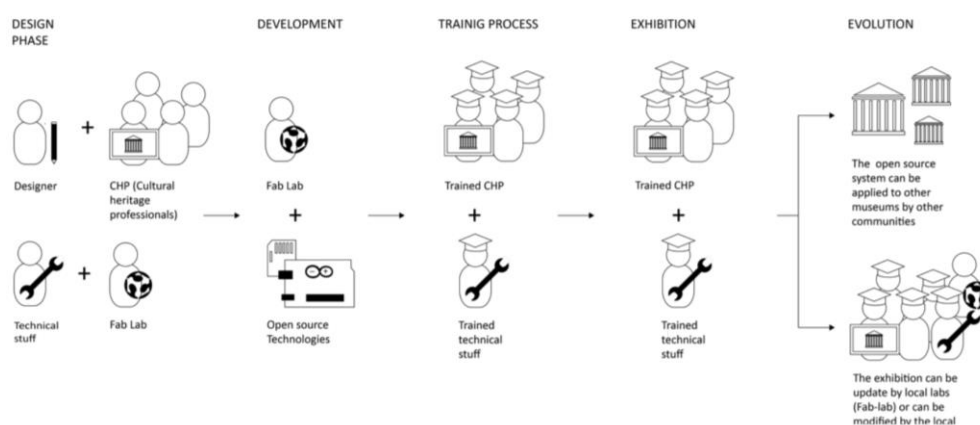 DESIGN
PHASE
DEVELOPMENT
TRAINIG PROCESS
EXHIBITION
EVOLUTION
Designer
CHP (Cultural
heritage
professionals)
Fab Lab
Trained CHP
Trained CHP
The open source
system can be
applied to other
museums by other
communities
Technical
stuff
Fab Lab
Open source
Technologies
Trained
technical
stuff
Trained
technical
stuff
The exhibition can be
update by local labs
(Fab-lab) or can be
modified by the local